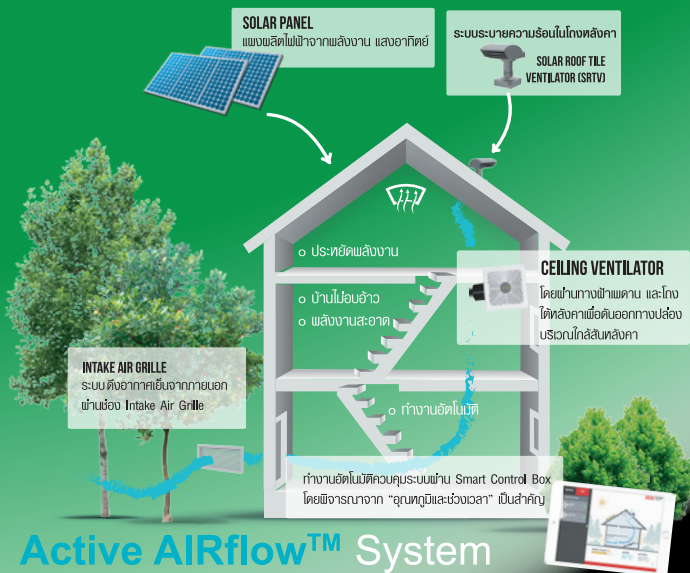 SOLAR PANEL
แผงผลิตไฟฟ้าจากพลังงาน แสงอาทิตย์
ระบบระบายความร้อนในโถงหลังคา
SOLAR ROOF TILE
VENTILATOR (SRTV)
ประหยัดพลังงาน
บ้านไม่อบอ้าว
พลังงานสะอาด
CEILING VENTILATOR
โดยผ่านทางฝ้าเพดาน และโถง
ใต้หลังคาเพื่อดันออกทางปล่อง
บริเวณใกล้สันหลังคา
INTAKE AIR GRILLE
ระบบ ดึงอากาศเย็นจากภายนอก
ผ่านช่อง Intake Air Grille
ทำงานอัตโนมัติ
ทำงานอัตโนมัติควบคุมระบบผ่าน Smart Control Box
โดยพิจารณาจาก “อุณหภูมิและช่วงเวลา” เป็นสำคัญ
Active AIRflow™ System